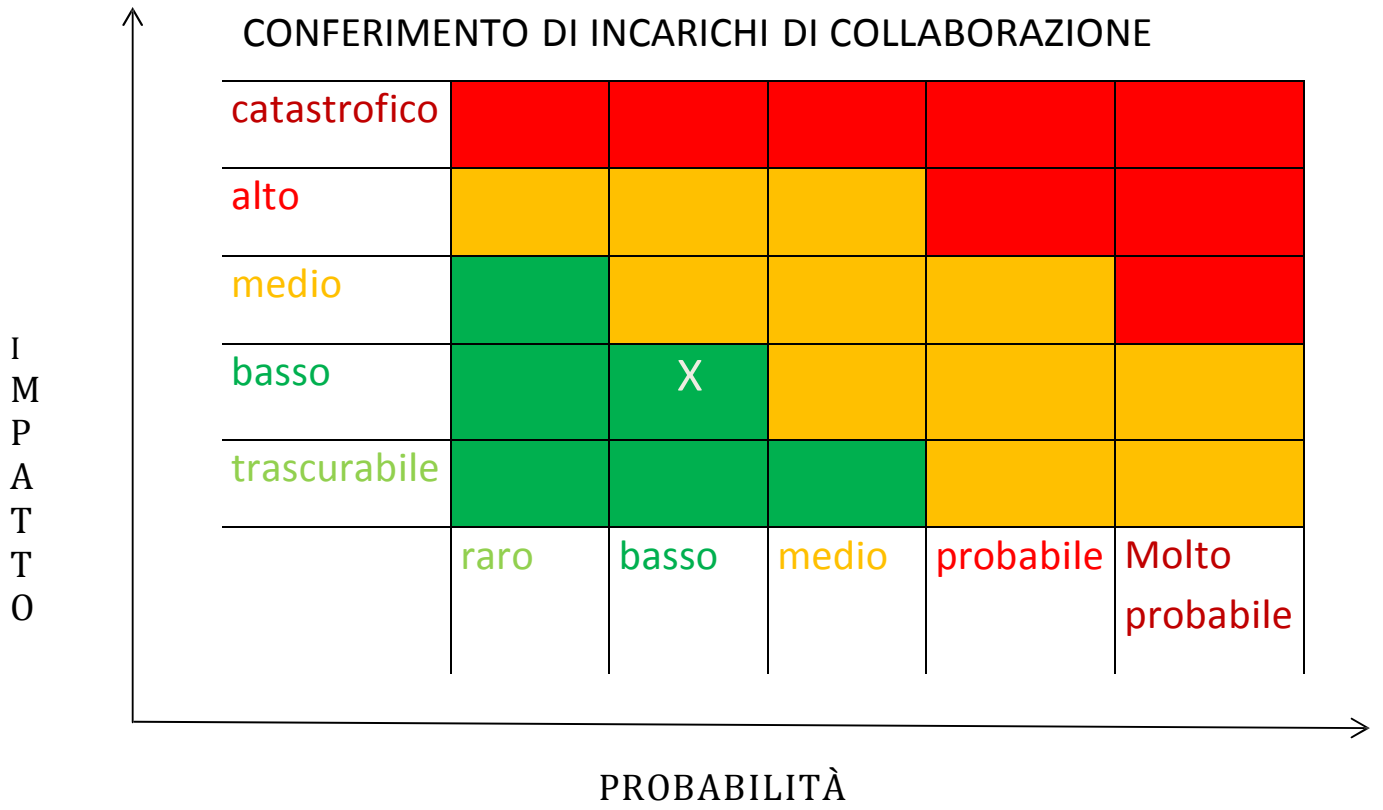 CONFERIMENTO DI INCARICHI DI COLLABORAZIONE
catastrofico
alto
medio
basso X
trascurabile
raro basso medio probabile Molto
probabile
I
M
P
A
T
T
O
PROBABILITÀ